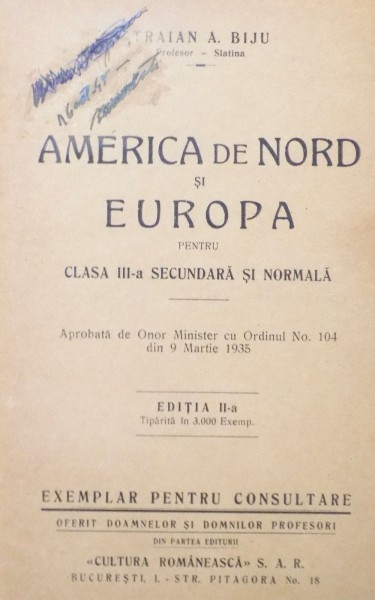 TRAIAN A. BIJU
Profesor – Slatina
AMERICA DE NORD
ȘI
EUROPA
PENTRU
CLASA III-a SECUNDARĂ ȘI NORMALĂ
Aprobată de Onor Minister cu Ordinul No. 104
din 9 Martie 1935
EDIȚIA II-a
Tipărită în 3.000 Exemp.
EXEMPLAR PENTRU CONSULTARE
OFERIT DOAMNELOR ȘI DOMNILOR PROFESORI
DIN PARTEA EDITURII
«CULTURA ROMÂNEASCĂ» S. A. R.
BUCUREȘTI, I. - STR. PITAGORA No. 18